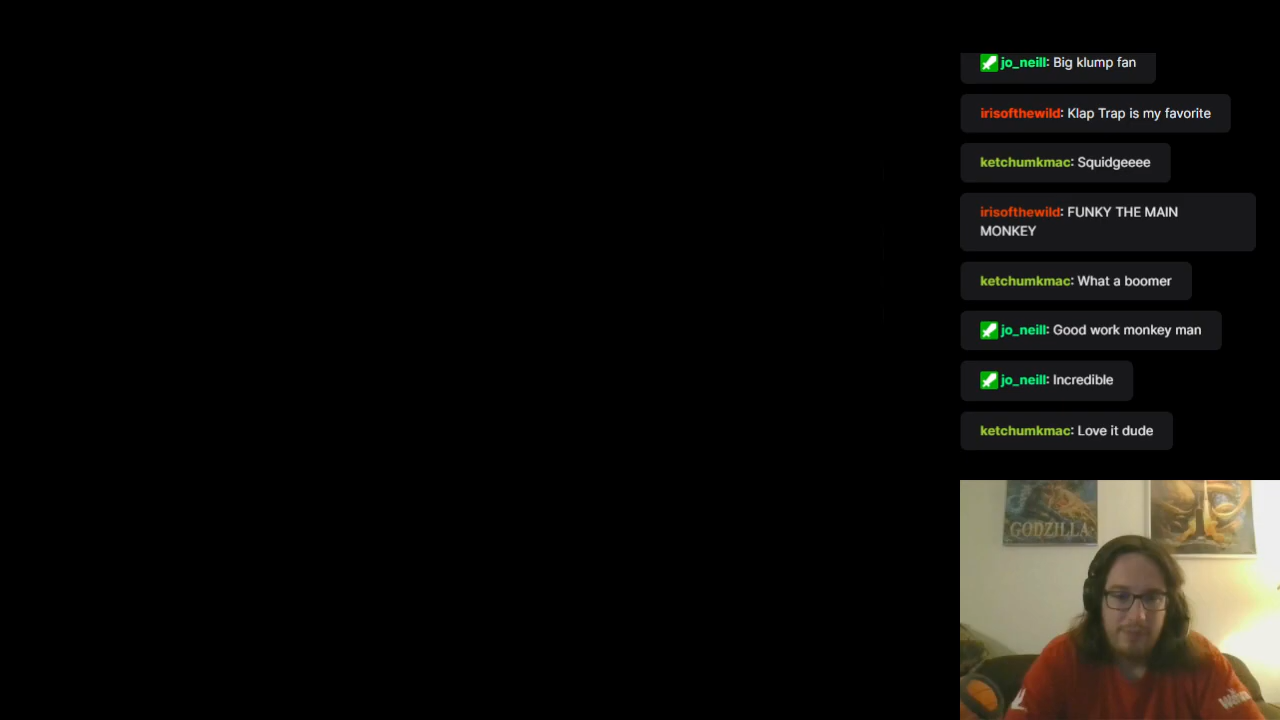 jo_neill: Big klump fan
irisofthewild: Klap Trap is my favorite
ketchumkmac: Squidgeeee
irisofthewild: FUNKY THE MAIN
MONKEY
ketchumkmac: What a boomer
jo_neill: Good work monkey man
jo_neill: Incredible
ketchumkmac: Love it dude
GODZILLA